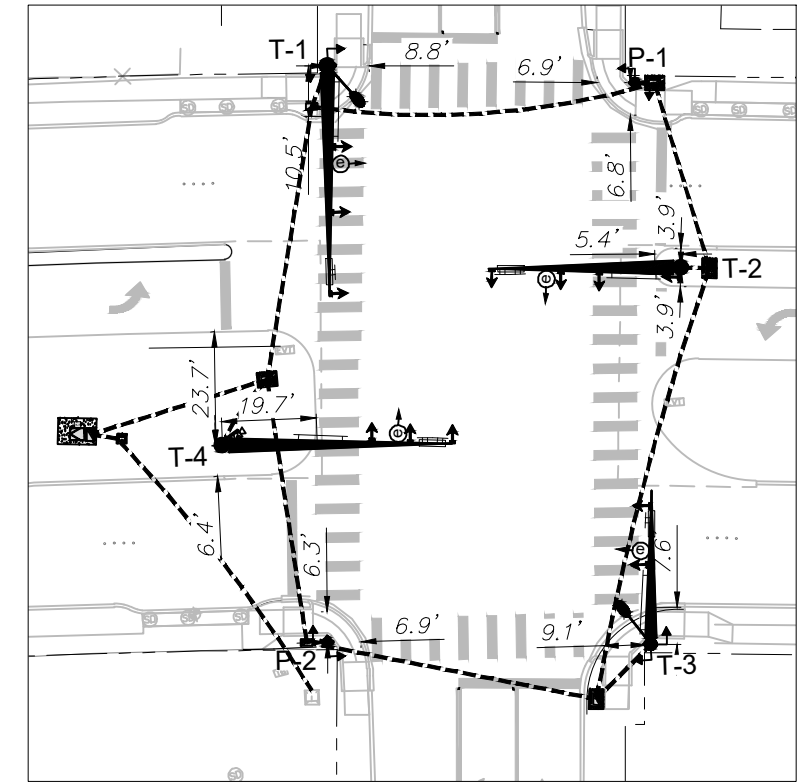 T-1
8.8’
6.9’
P-1
10.5’
e
6.8’
3.9’
5.4’
T-2
e
3.9’
23.7’
19.7’
e
T-4
6.4’
6.3’
e
7.6’
6.9’
9.1’
P-2
T-3